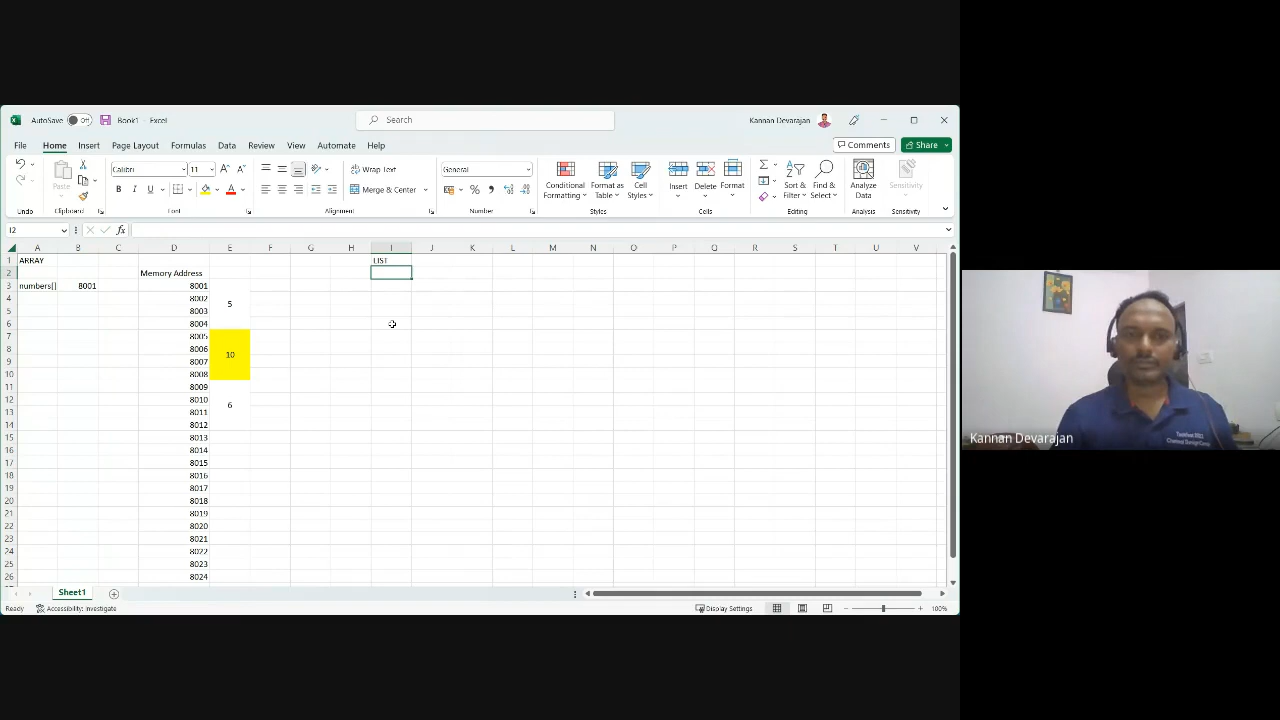 AutoSave Off Book1 - Excel Search Kannan Devarajan
File Home Insert Page Layout Formulas Data Review View Automate Help Comments Share
Paste Calibri 11 Wrap Text General Conditional Formatting Format as Table Cell Styles Insert Delete Format Sort & Filter Find & Select Analyze Data Sensitivity
B I U Merge & Center
Undo Clipboard Font Alignment Number Styles Cells Editing Analysis Sensitivity
I2 fx
A B C D E F G H I J K L M N O P Q R S T U V
1 ARRAY LIST
2 Memory Address
3 numbers[] 8001 8001
4 8002 5
5 8003
6 8004
7 8005
8 8006 10
9 8007
10 8008
11 8009
12 8010 6
13 8011
14 8012
15 8013
16 8014
17 8015
18 8016
19 8017
20 8018
21 8019
22 8020
23 8021
24 8022
25 8023
26 8024
Sheet1
Ready Accessibility: Investigate Display Settings 100%
Kannan Devarajan